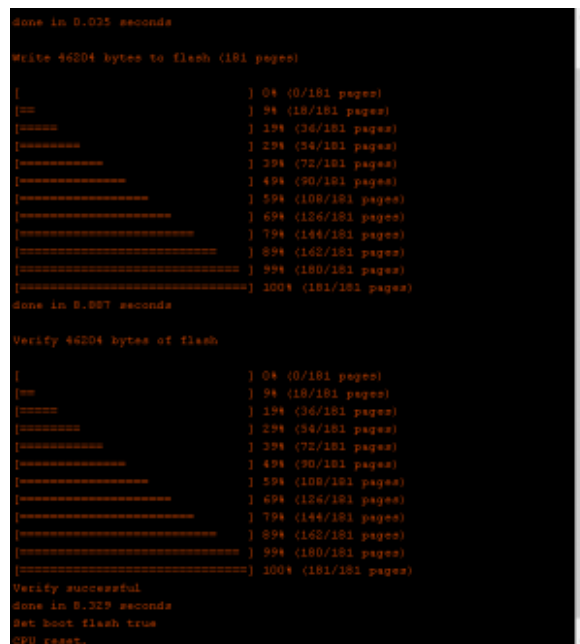 done in 0.035 seconds
Write 46204 bytes to flash (181 pages)
[                              ] 0% (0/181 pages)
[==                            ] 9% (18/181 pages)
[=====                         ] 19% (36/181 pages)
[========                      ] 29% (54/181 pages)
[===========                   ] 39% (72/181 pages)
[==============                ] 49% (90/181 pages)
[=================             ] 59% (108/181 pages)
[====================          ] 69% (126/181 pages)
[=======================       ] 79% (144/181 pages)
[==========================    ] 89% (162/181 pages)
[============================= ] 99% (180/181 pages)
[==============================] 100% (181/181 pages)
done in seconds
Verify 46204 bytes of flash
[                              ] 0% (0/181 pages)
[==                            ] 9% (18/181 pages)
[=====                         ] 19% (36/181 pages)
[========                      ] 29% (54/181 pages)
[===========                   ] 39% (72/181 pages)
[==============                ] 49% (90/181 pages)
[=================             ] 59% (108/181 pages)
[====================          ] 69% (126/181 pages)
[=======================       ] 79% (144/181 pages)
[==========================    ] 89% (162/181 pages)
[============================= ] 99% (180/181 pages)
[==============================] 100% (181/181 pages)
Verify successful
done in seconds
Set boot flash true
CPU reset.